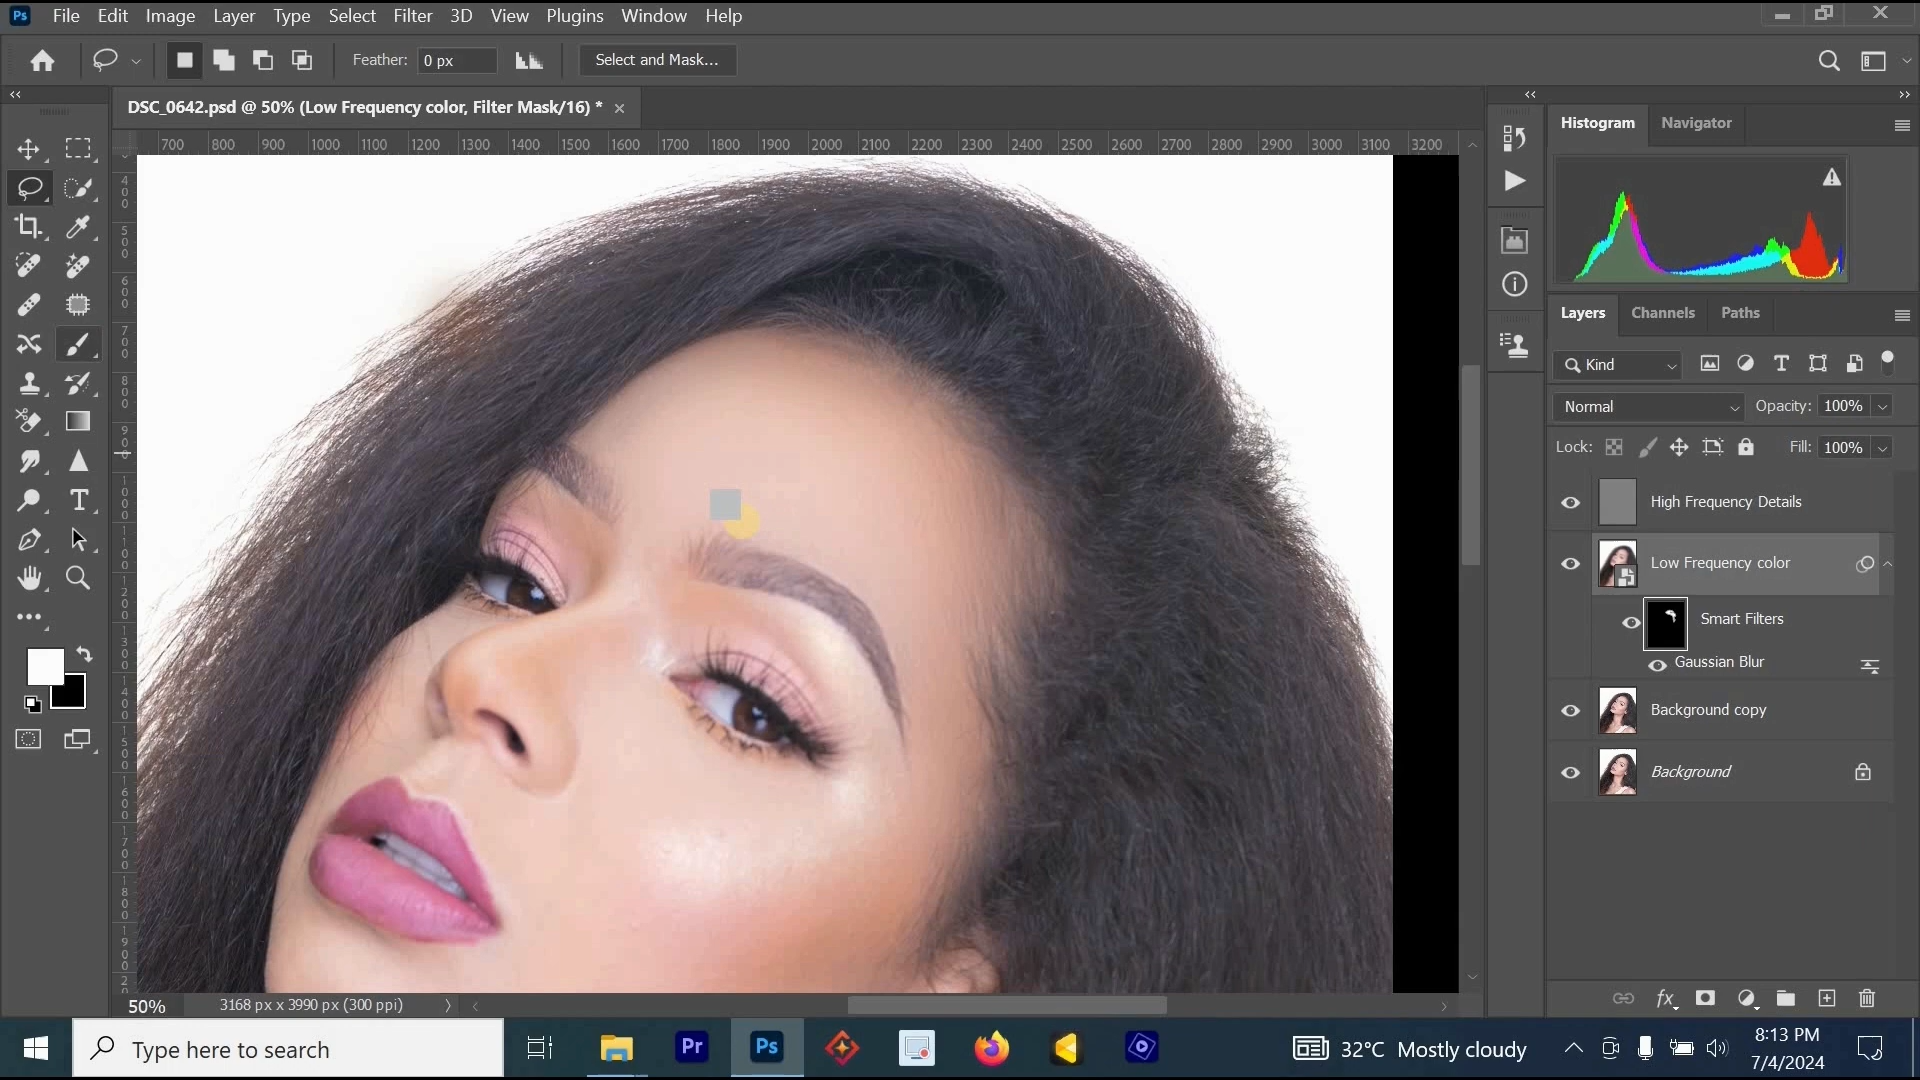 Ps File Edit Image Layer Type Select Filter 3D View Plugins Window Help
Feather: 0 px Select and Mask...
DSC_0642.psd @ 50% (Low Frequency color, Filter Mask/16) *
700 800 900 1000 1100 1200 1300 1400 1500 1600 1700 1800 1900 2000 2100 2200 2300 2400 2500 2600 2700 2800 2900 3000 3100 3200
Histogram Navigator
Layers Channels Paths
Kind
Normal Opacity: 100%
Lock: Fill: 100%
High Frequency Details
Low Frequency color
Smart Filters
Gaussian Blur
Background copy
Background
fx
50% 3168 px x 3990 px (300 ppi)
Type here to search
Pr Ps
32°C Mostly cloudy
8:13 PM
7/4/2024